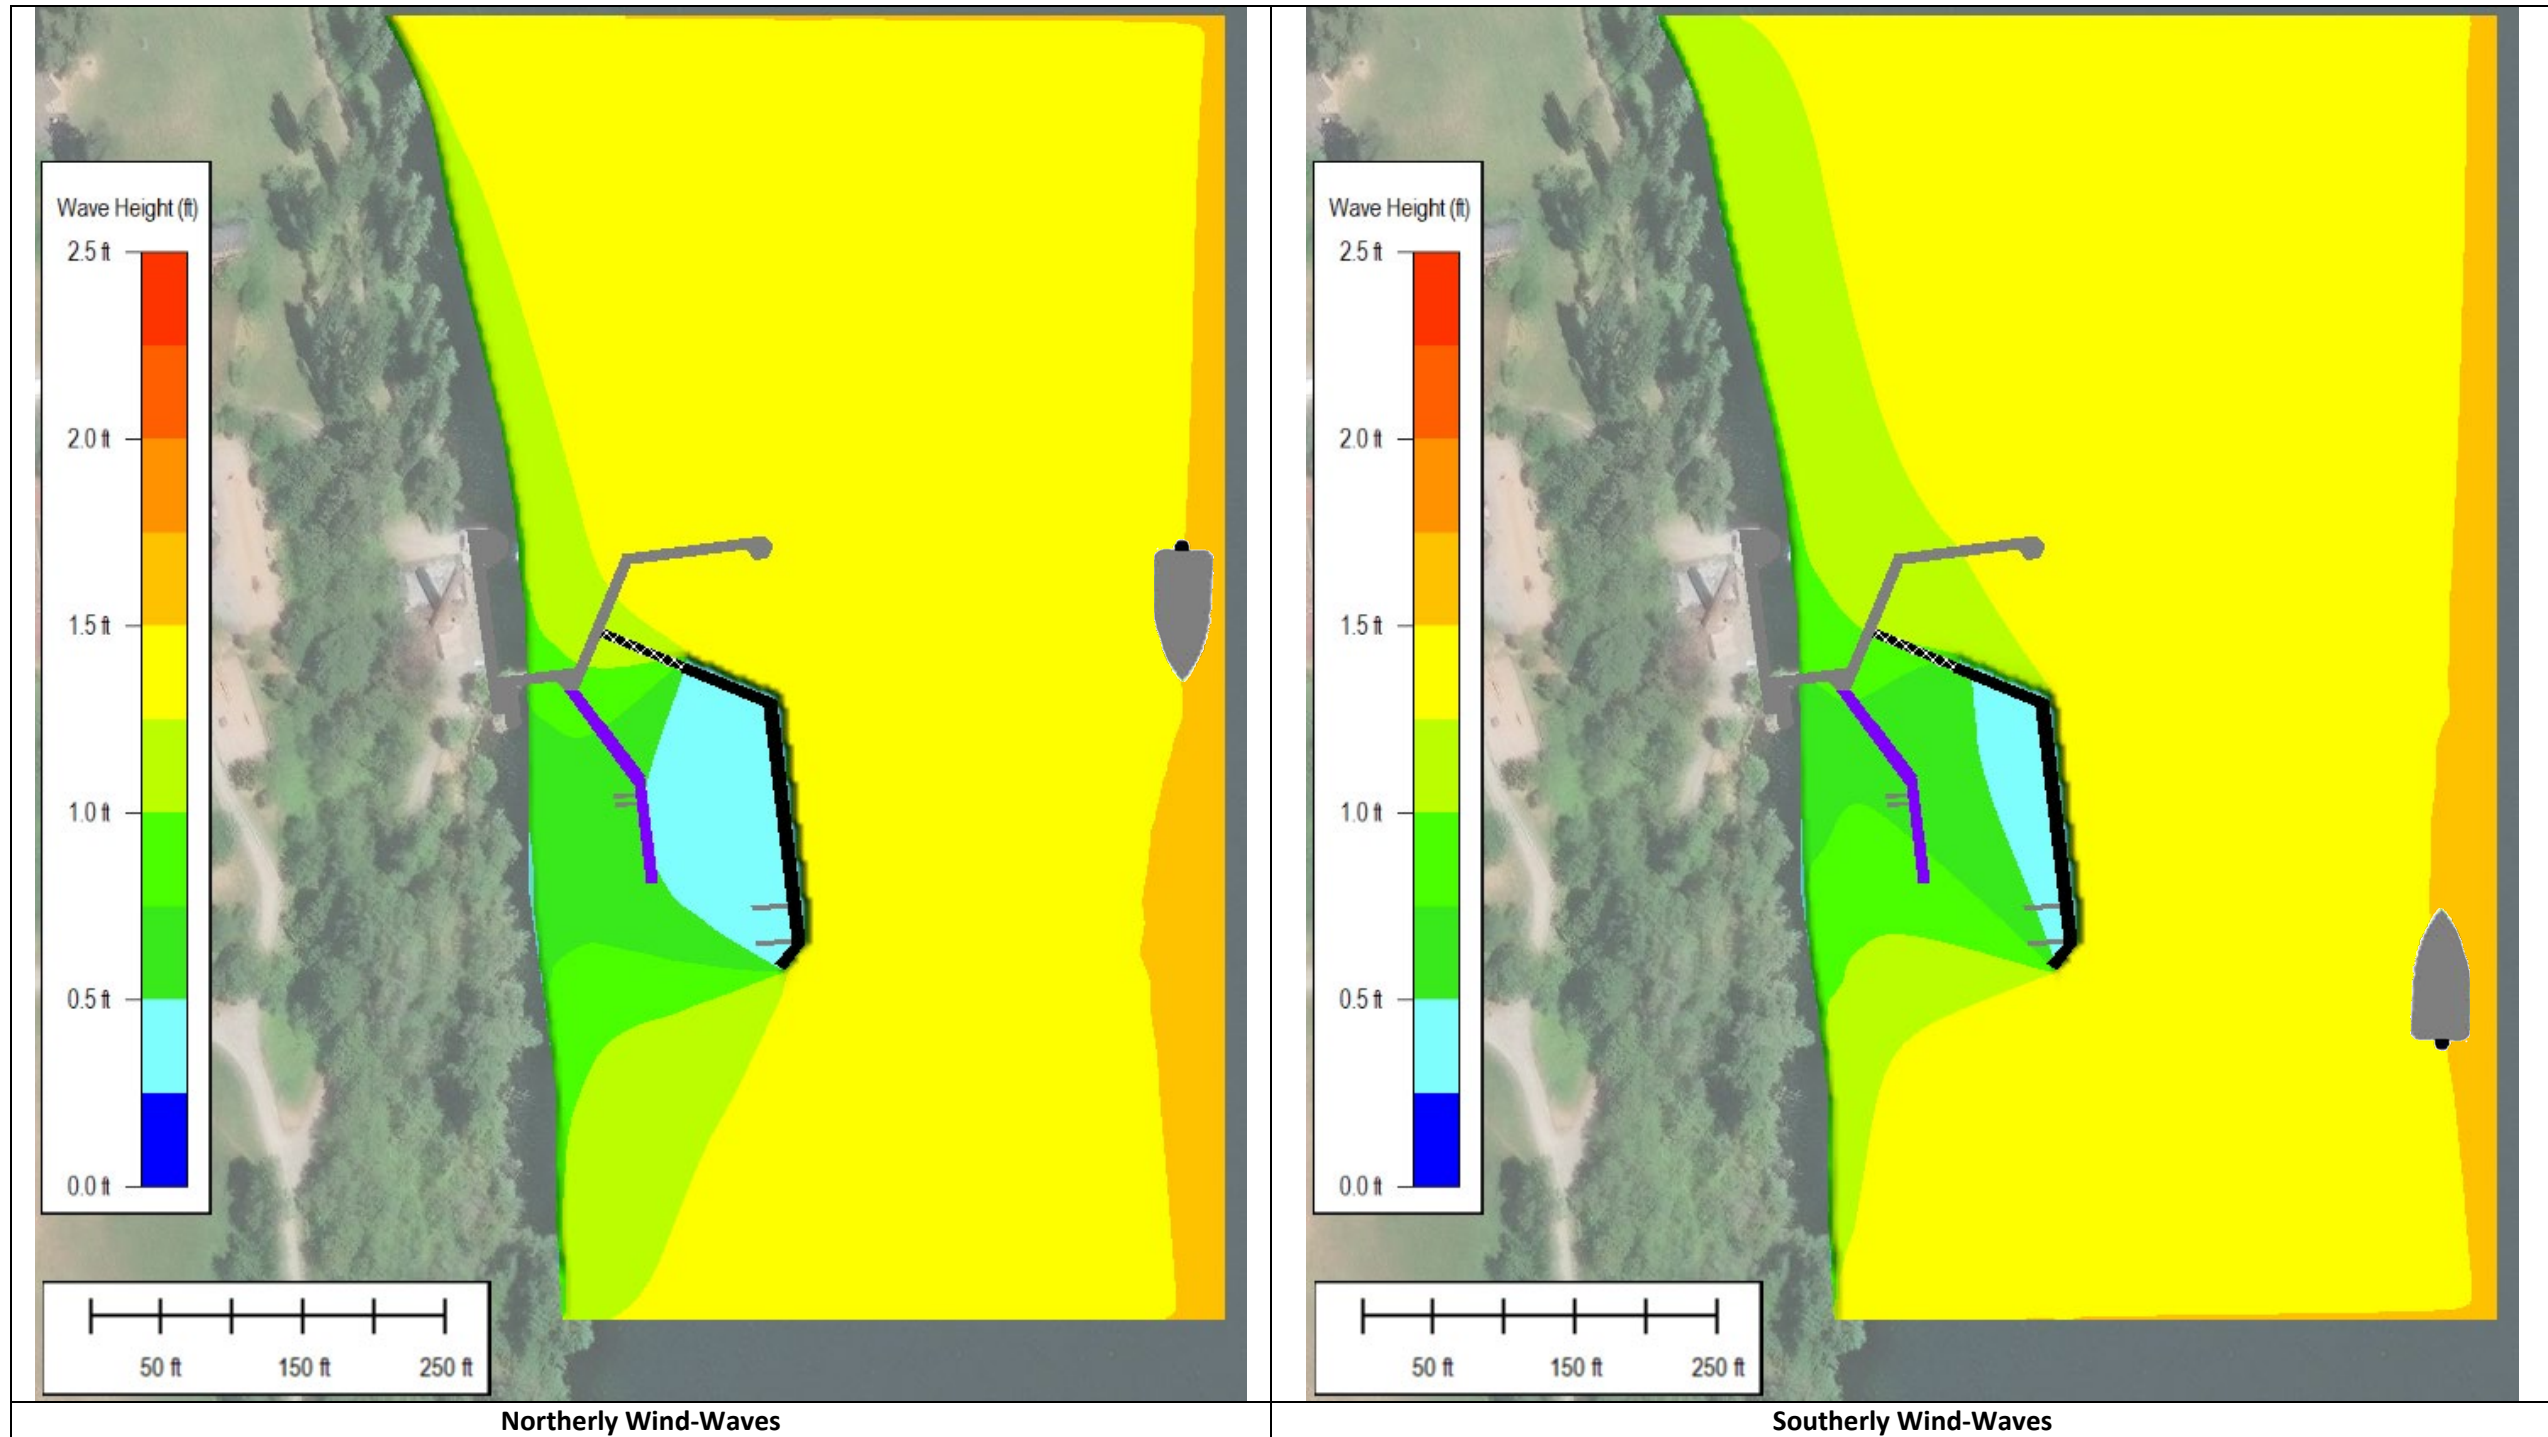 Wave Height (ft)
2.5 ft
2.0 ft
1.5 ft
1.0 ft
0.5 ft
0.0 ft
50 ft 150 ft 250 ft
Northerly Wind-Waves
Wave Height (ft)
2.5 ft
2.0 ft
1.5 ft
1.0 ft
0.5 ft
0.0 ft
50 ft 150 ft 250 ft
Southerly Wind-Waves